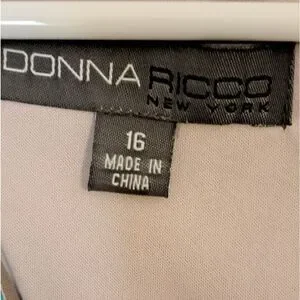 DONNA RICCO
NEW YORK
16
MADE IN
CHINA